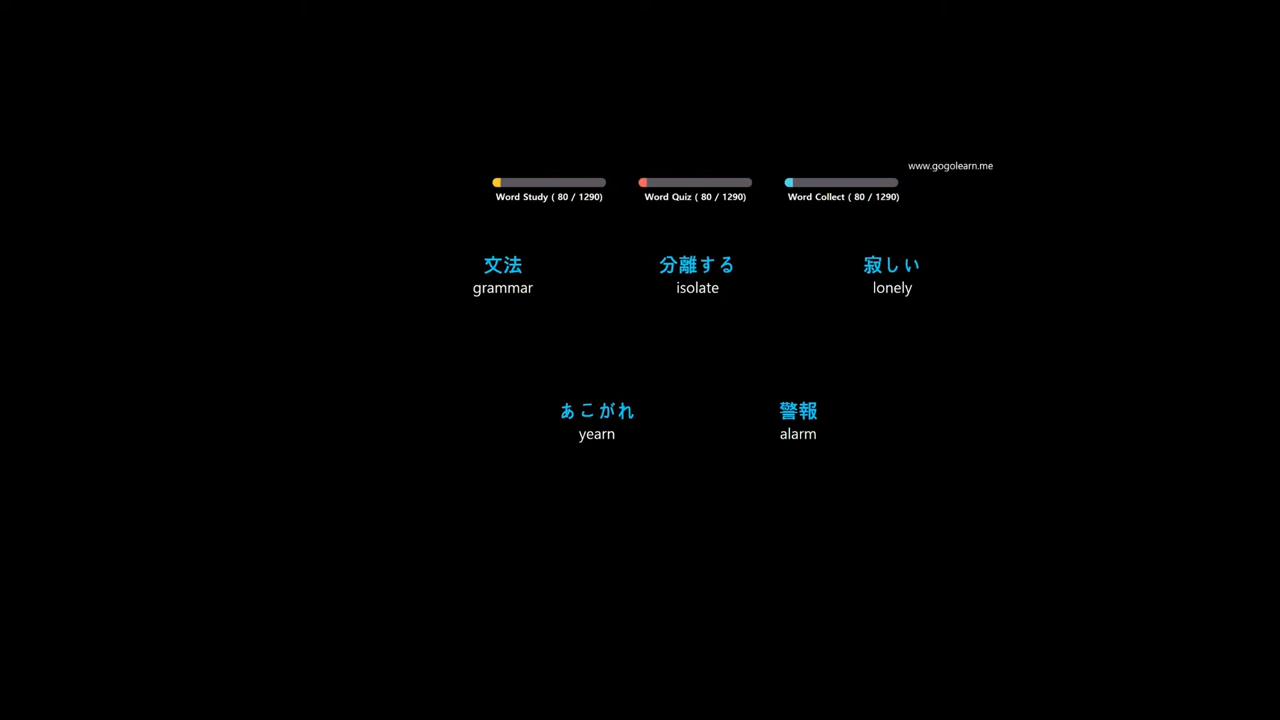 www.gogolearn.me
Word Study ( 80 / 1290)
Word Quiz ( 80 / 1290)
Word Collect ( 80 / 1290)
文法
grammar
分離する
isolate
寂しい
lonely
あこがれ
yearn
警報
alarm